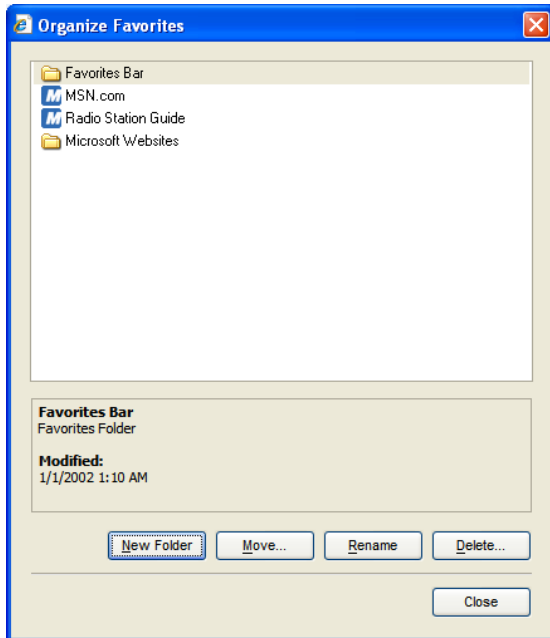 Organize Favorites
Favorites Bar
MSN.com
Radio Station Guide
Microsoft Websites
Favorites Bar
Favorites Folder
Modified:
1/1/2002 1:10 AM
New Folder Move... Rename Delete...
Close